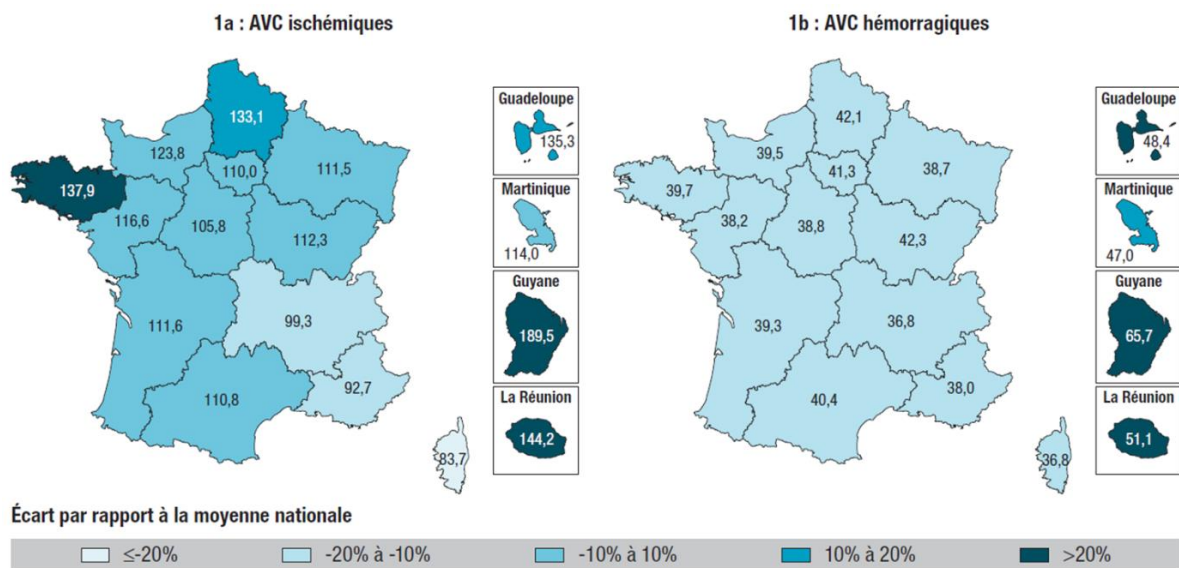 1a : AVC ischémiques
133,1
123,8
110,0
111,5
137,9
116,6
105,8
112,3
111,6
99,3
110,8
92,7
83,7
Guadeloupe
135,3
Martinique
114,0
Guyane
189,5
La Réunion
144,2
1b : AVC hémorragiques
42,1
39,5
41,3
38,7
39,7
38,2
38,8
42,3
39,3
36,8
40,4
38,0
36,8
Guadeloupe
48,4
Martinique
47,0
Guyane
65,7
La Réunion
51,1
Écart par rapport à la moyenne nationale
≤-20% -20% à -10% -10% à 10% 10% à 20% >20%